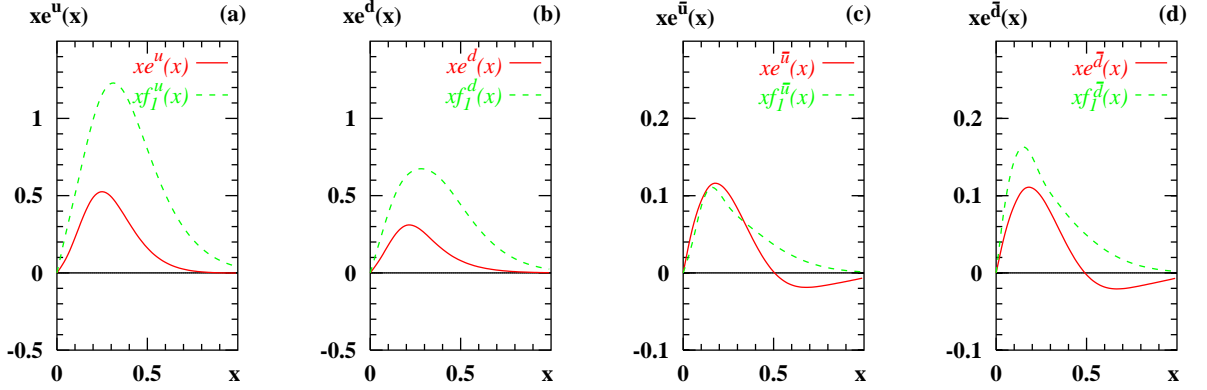 xe^u(x) (a)
xe^u(x)
xf_1^u(x)
1
0.5
0
-0.5
0 0.5 x
xe^d(x) (b)
xe^d(x)
xf_1^d(x)
1
0.5
0
-0.5
0 0.5 x
xe^ū(x) (c)
xe^ū(x)
xf_1^ū(x)
0.2
0.1
0
-0.1
0 0.5 x
xe^d̄(x) (d)
xe^d̄(x)
xf_1^d̄(x)
0.2
0.1
0
-0.1
0 0.5 x